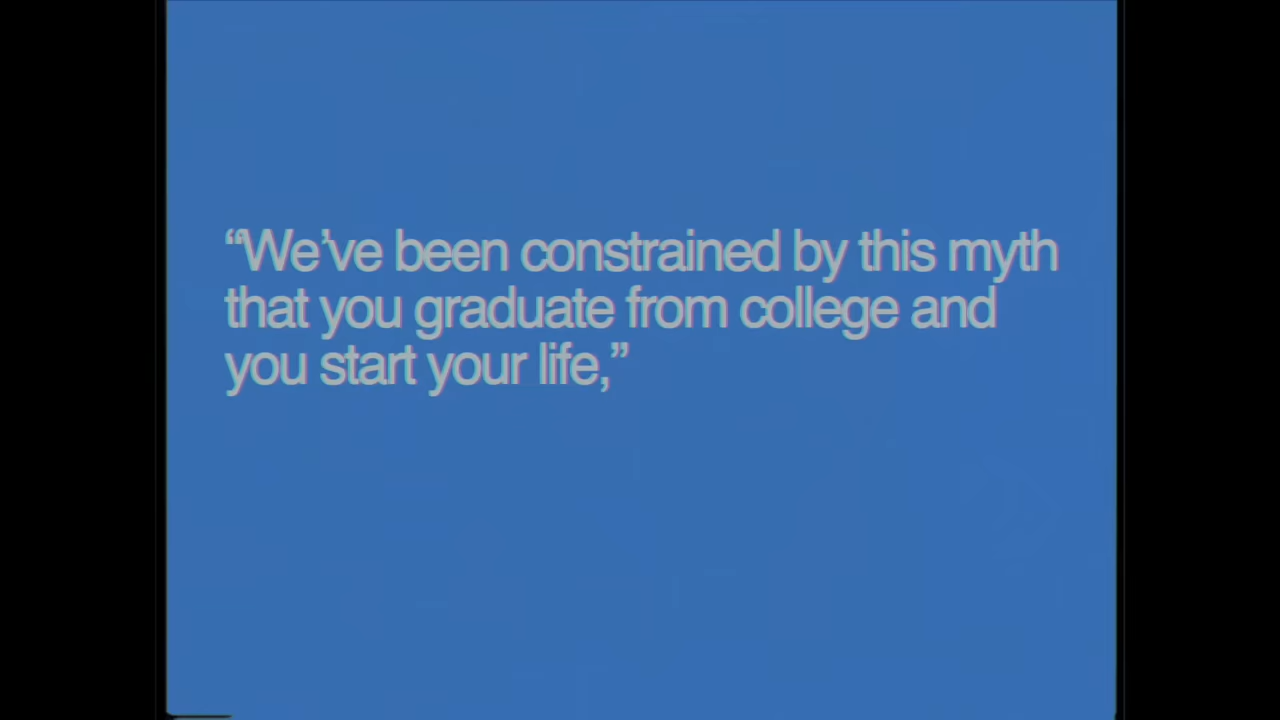 “We’ve been constrained by this myth
that you graduate from college and
you start your life,”